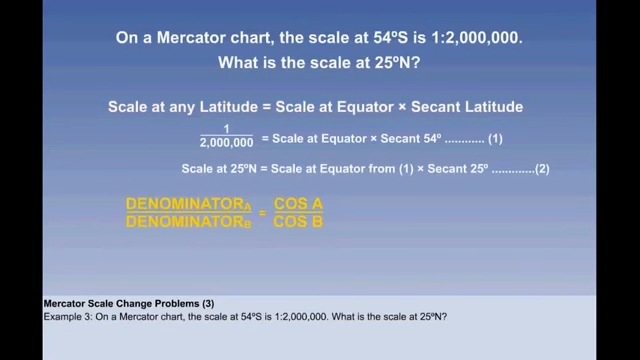 On a Mercator chart, the scale at 54ºS is 1:2,000,000.
What is the scale at 25ºN?
Scale at any Latitude = Scale at Equator × Secant Latitude
1
2,000,000 = Scale at Equator × Secant 54º ............ (1)
Scale at 25ºN = Scale at Equator from (1) × Secant 25º .............(2)
DENOMINATORA = COS A
DENOMINATORB COS B
Mercator Scale Change Problems (3)
Example 3: On a Mercator chart, the scale at 54ºS is 1:2,000,000. What is the scale at 25ºN?